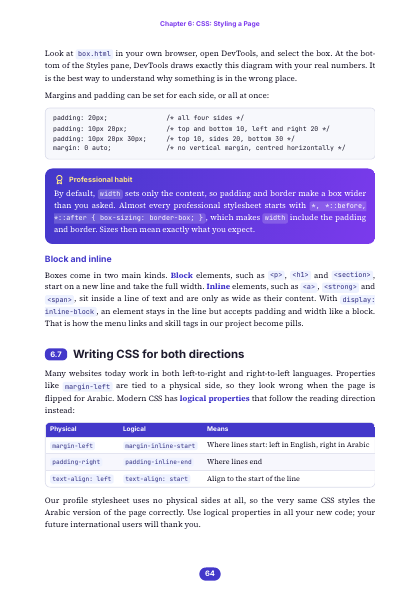 Chapter 6: CSS: Styling a Page
Look at box.html in your own browser, open DevTools, and select the box. At the bot-
tom of the Styles pane, DevTools draws exactly this diagram with your real numbers. It
is the best way to understand why something is in the wrong place.
Margins and padding can be set for each side, or all at once:
padding: 20px; /* all four sides */
padding: 10px 20px; /* top and bottom 10, left and right 20 */
padding: 10px 20px 30px; /* top 10, sides 20, bottom 30 */
margin: 0 auto; /* no vertical margin, centred horizontally */
Professional habit
By default, width sets only the content, so padding and border make a box wider
than you asked. Almost every professional stylesheet starts with *, *::before,
*::after { box-sizing: border-box; }, which makes width include the padding
and border. Sizes then mean exactly what you expect.
Block and inline
Boxes come in two main kinds. Block elements, such as <p>, <h1> and <section>,
start on a new line and take the full width. Inline elements, such as <a>, <strong> and
<span>, sit inside a line of text and are only as wide as their content. With display:
inline-block, an element stays in the line but accepts padding and width like a block.
That is how the menu links and skill tags in our project become pills.
6.7 Writing CSS for both directions
Many websites today work in both left-to-right and right-to-left languages. Properties
like margin-left are tied to a physical side, so they look wrong when the page is
flipped for Arabic. Modern CSS has logical properties that follow the reading direction
instead:
Physical Logical Means
margin-left margin-inline-start Where lines start: left in English, right in Arabic
padding-right padding-inline-end Where lines end
text-align: left text-align: start Align to the start of the line
Our profile stylesheet uses no physical sides at all, so the very same CSS styles the
Arabic version of the page correctly. Use logical properties in all your new code; your
future international users will thank you.
64